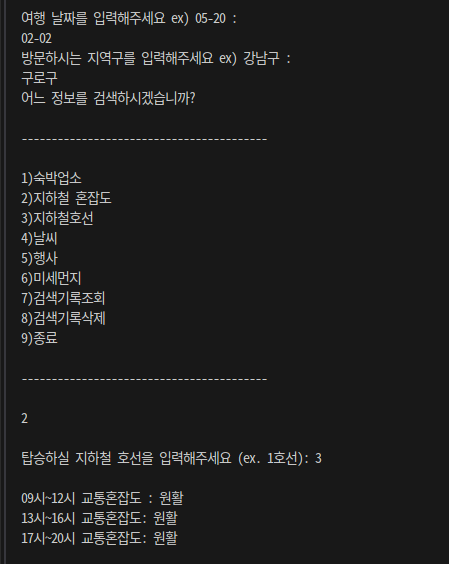 여행 날짜를 입력해주세요 ex) 05-20 :
02-02
방문하시는 지역구를 입력해주세요 ex) 강남구 :
구로구
어느 정보를 검색하시겠습니까?
-----------------------------------------
1)숙박업소
2)지하철 혼잡도
3)지하철호선
4)날씨
5)행사
6)미세먼지
7)검색기록조회
8)검색기록삭제
9)종료
-----------------------------------------
2
탑승하실 지하철 호선을 입력해주세요 (ex. 1호선): 3
09시~12시 교통혼잡도 : 원활
13시~16시 교통혼잡도: 원활
17시~20시 교통혼잡도: 원활